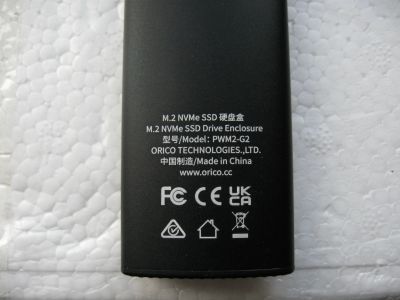 M.2 NVMe SSD 硬盘盒
M.2 NVMe SSD Drive Enclosure
型号/Model: PWM2-G2
ORICO TECHNOLOGIES.,LTD.
中国制造/Made in China
www.orico.cc
FC CE UK CA